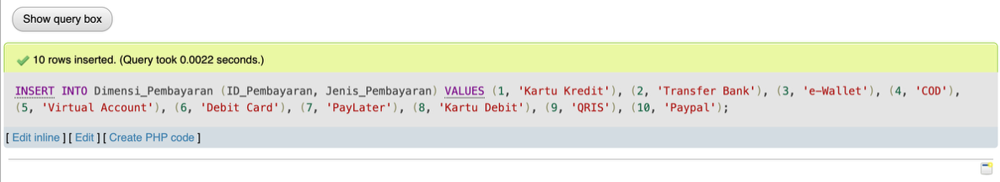 Show query box
10 rows inserted. (Query took 0.0022 seconds.)
INSERT INTO Dimensi_Pembayaran (ID_Pembayaran, Jenis_Pembayaran) VALUES (1, 'Kartu Kredit'), (2, 'Transfer Bank'), (3, 'e-Wallet'), (4, 'COD'),
(5, 'Virtual Account'), (6, 'Debit Card'), (7, 'PayLater'), (8, 'Kartu Debit'), (9, 'QRIS'), (10, 'Paypal');
[ Edit inline ] [ Edit ] [ Create PHP code ]